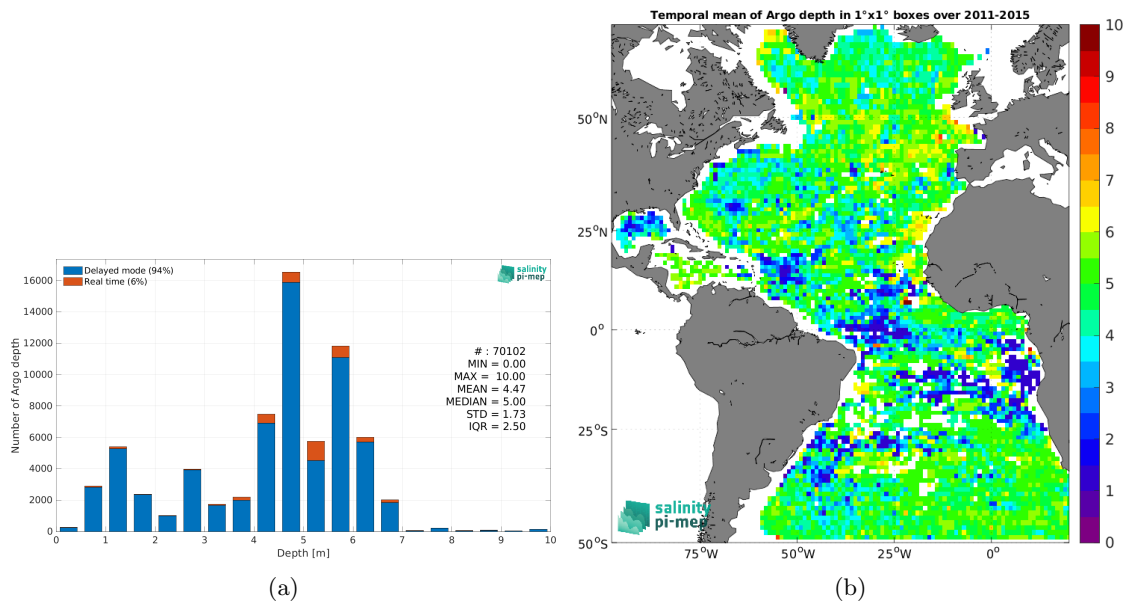 Delayed mode (94%)
Real time (6%)
salinity
pi-mep
16000
14000
12000
10000
8000
6000
4000
2000
0
Number of Argo depth
# : 70102
MIN = 0.00
MAX = 10.00
MEAN = 4.47
MEDIAN = 5.00
STD = 1.73
IQR = 2.50
0 1 2 3 4 5 6 7 8 9 10
Depth [m]
(a)
Temporal mean of Argo depth in 1°x1° boxes over 2011-2015
50°N
25°N
0°
25°S
50°S
75°W 50°W 25°W 0°
salinity
pi-mep
10
9
8
7
6
5
4
3
2
1
0
(b)